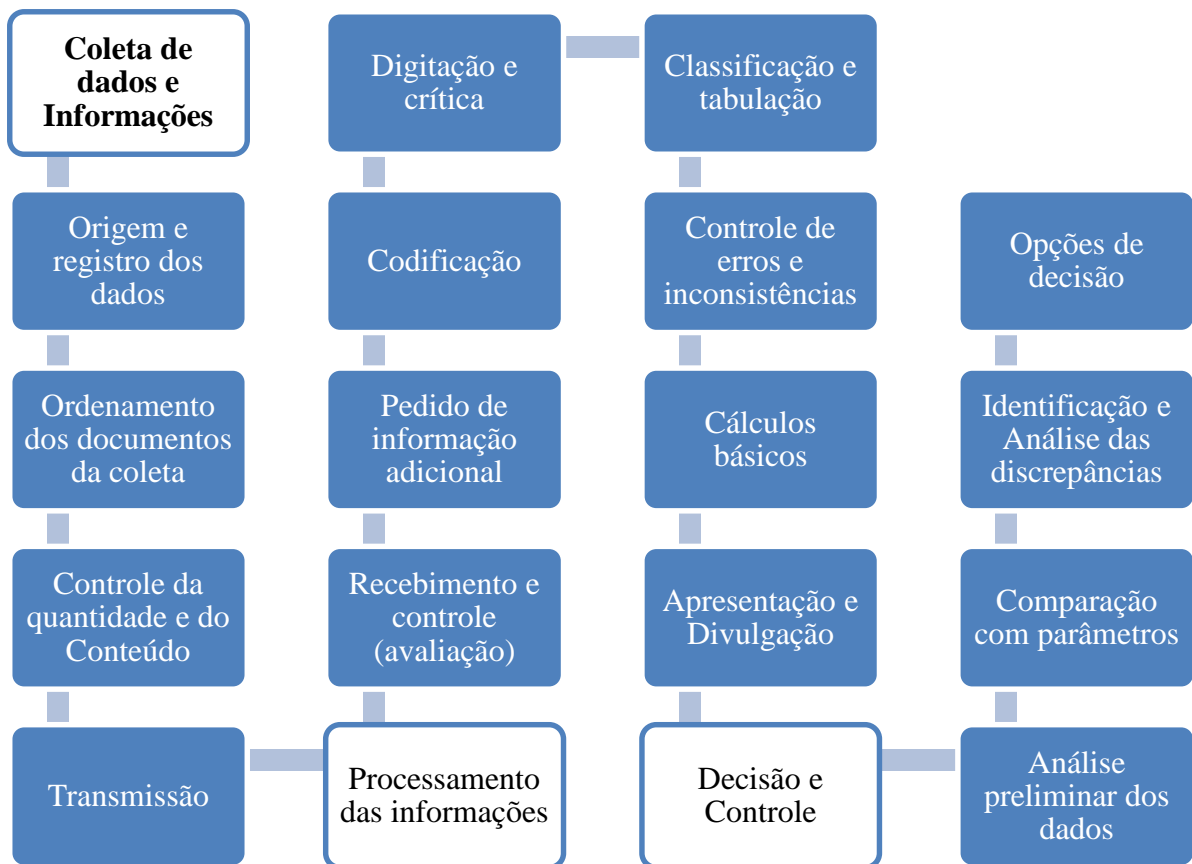 Coleta de
dados e
Informações
Origem e
registro dos
dados
Ordenamento
dos documentos
da coleta
Controle da
quantidade e do
Conteúdo
Transmissão
Processamento
das informações
Recebimento e
controle
(avaliação)
Pedido de
informação
adicional
Codificação
Digitação e
crítica
Classificação e
tabulação
Controle de
erros e
inconsistências
Cálculos
básicos
Apresentação e
Divulgação
Decisão e
Controle
Análise
preliminar dos
dados
Comparação
com parâmetros
Identificação e
Análise das
discrepâncias
Opções de
decisão